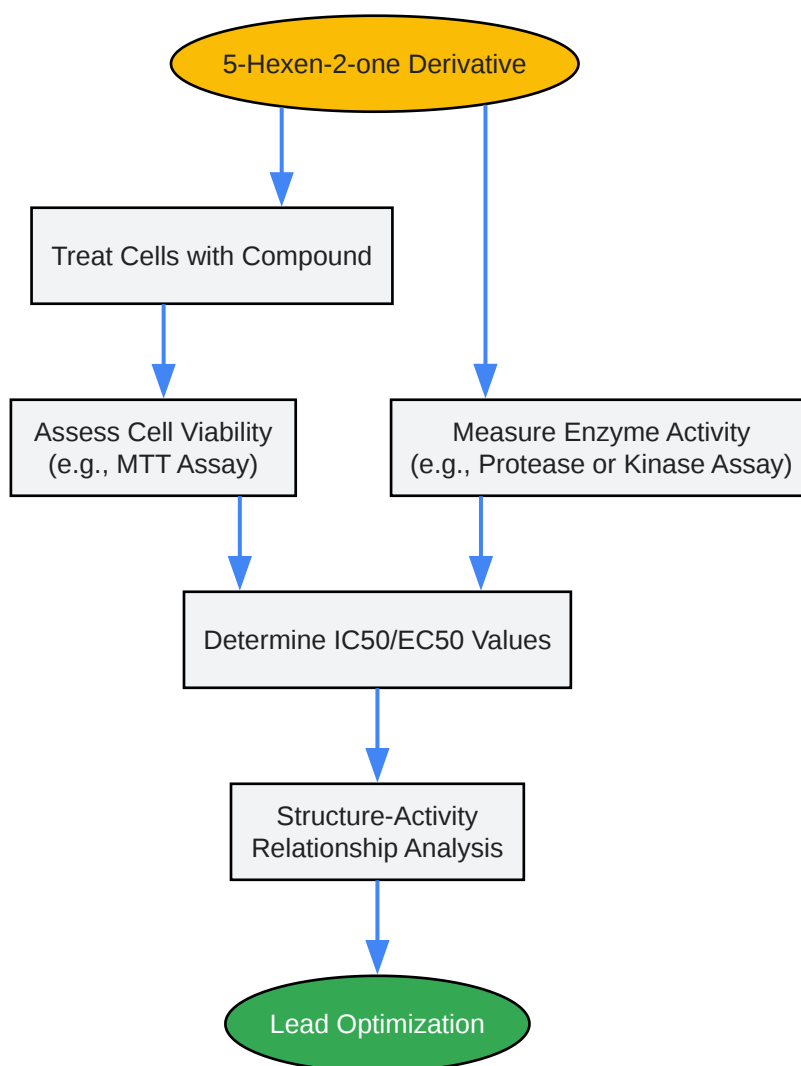 5-Hexen-2-one Derivative
Treat Cells with Compound
Assess Cell Viability
(e.g., MTT Assay)
Measure Enzyme Activity
(e.g., Protease or Kinase Assay)
Determine IC50/EC50 Values
Structure-Activity
Relationship Analysis
Lead Optimization